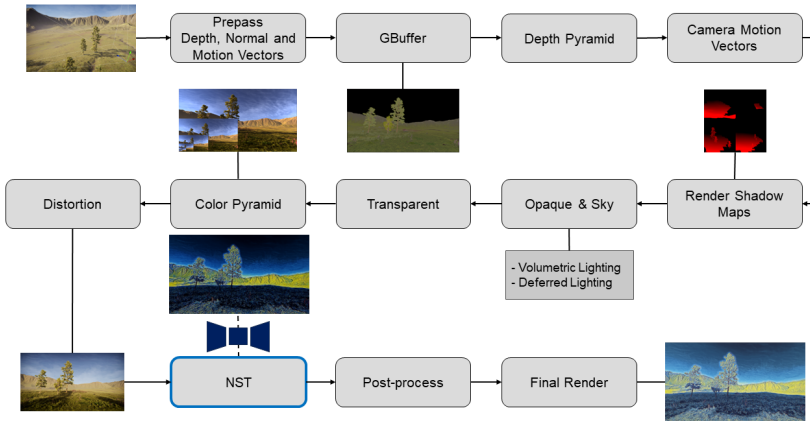 Prepass
Depth, Normal and
Motion Vectors
GBuffer
Depth Pyramid
Camera Motion
Vectors
Distortion
Color Pyramid
Transparent
Opaque & Sky
Render Shadow
Maps
- Volumetric Lighting
- Deferred Lighting
NST
Post-process
Final Render